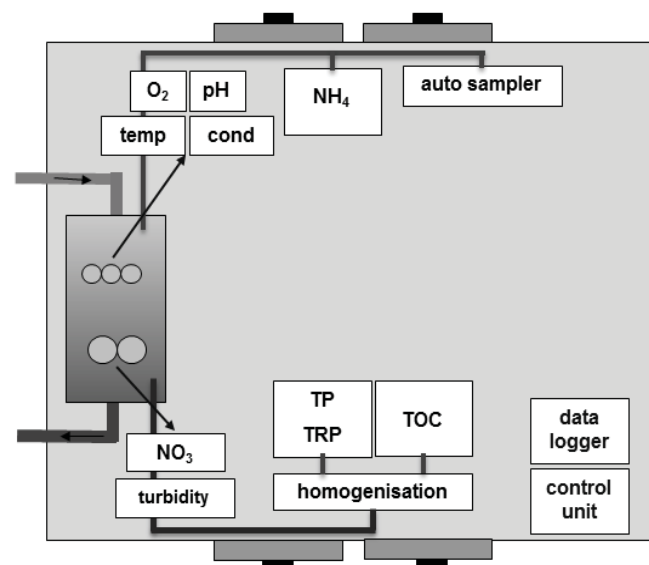 O₂
pH
NH₄
auto sampler
temp
cond
TP
TRP
TOC
data
logger
NO₃
turbidity
homogenisation
control
unit